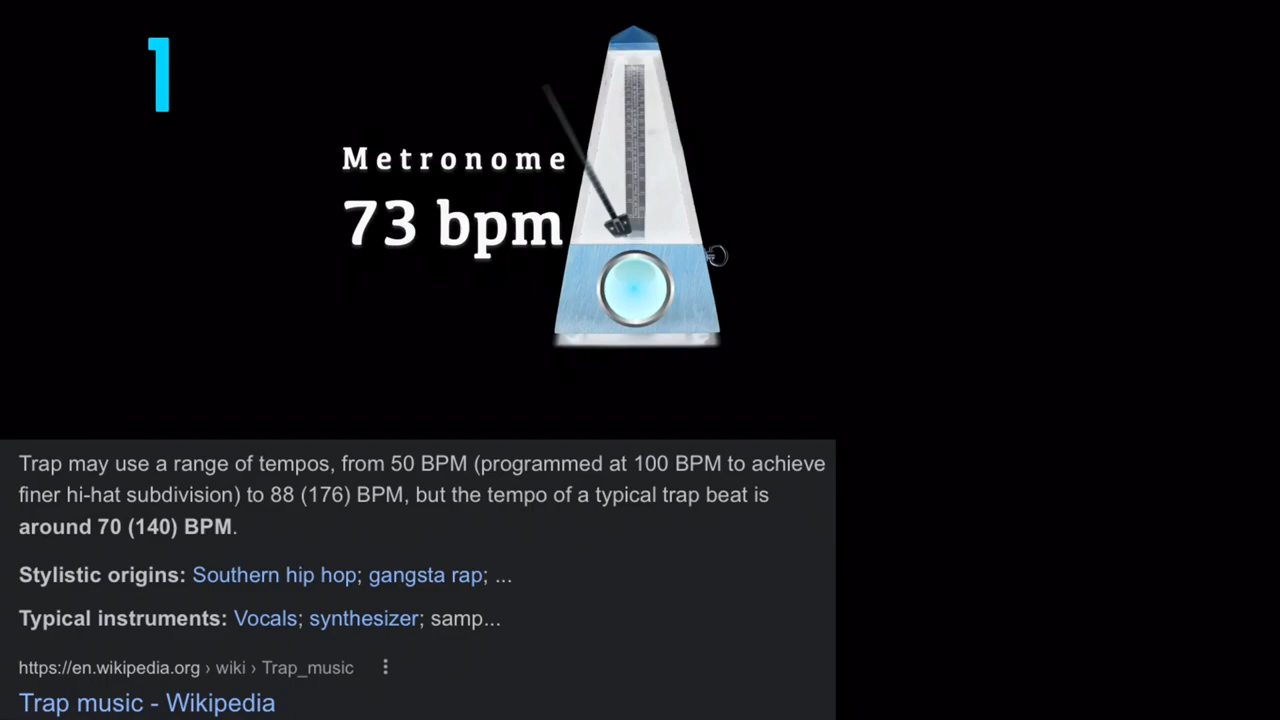 1
Metronome
73 bpm
Trap may use a range of tempos, from 50 BPM (programmed at 100 BPM to achieve
finer hi-hat subdivision) to 88 (176) BPM, but the tempo of a typical trap beat is
around 70 (140) BPM.
Stylistic origins: Southern hip hop; gangsta rap; ...
Typical instruments: Vocals; synthesizer; samp...
https://en.wikipedia.org › wiki › Trap_music
Trap music - Wikipedia